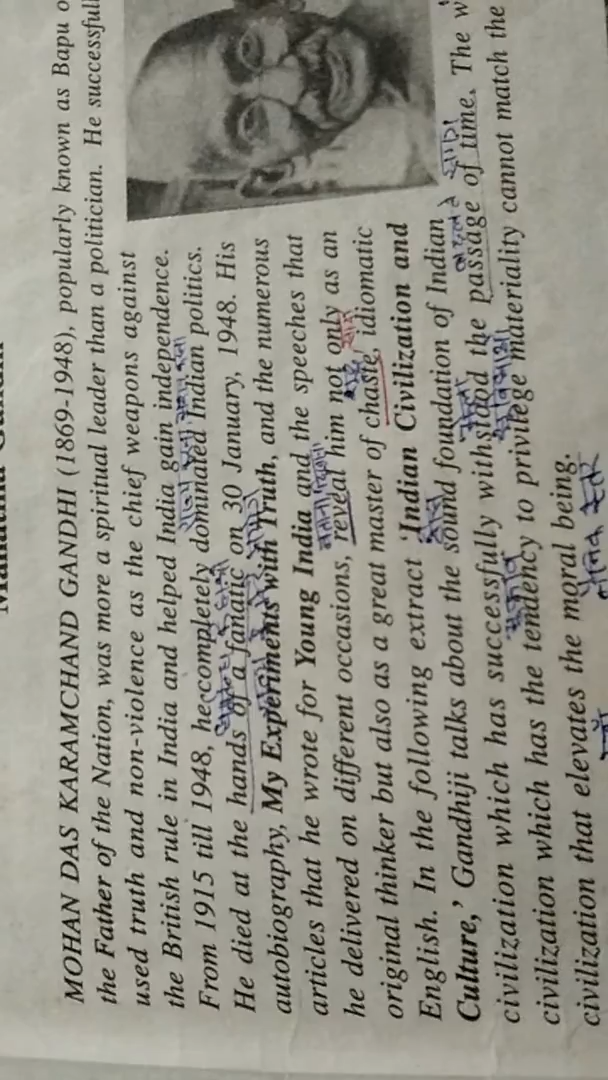 MOHAN DAS KARAMCHAND GANDHI (1869-1948), popularly known as Bapu o
the Father of the Nation, was more a spiritual leader than a politician. He successful
used truth and non-violence as the chief weapons against
the British rule in India and helped India gain independence.
From 1915 till 1948, he completely dominated Indian politics.
He died at the hands of a fanatic on 30 January, 1948. His
autobiography, My Experiments with Truth, and the numerous
articles that he wrote for Young India and the speeches that
he delivered on different occasions, reveal him not only as an
original thinker but also as a great master of chaste, idiomatic
English. In the following extract 'Indian Civilization and
Culture,' Gandhiji talks about the sound foundation of Indian
civilization which has successfully withstood the passage of time. The w
civilization which has the tendency to privilege materiality cannot match the
civilization that elevates the moral being.